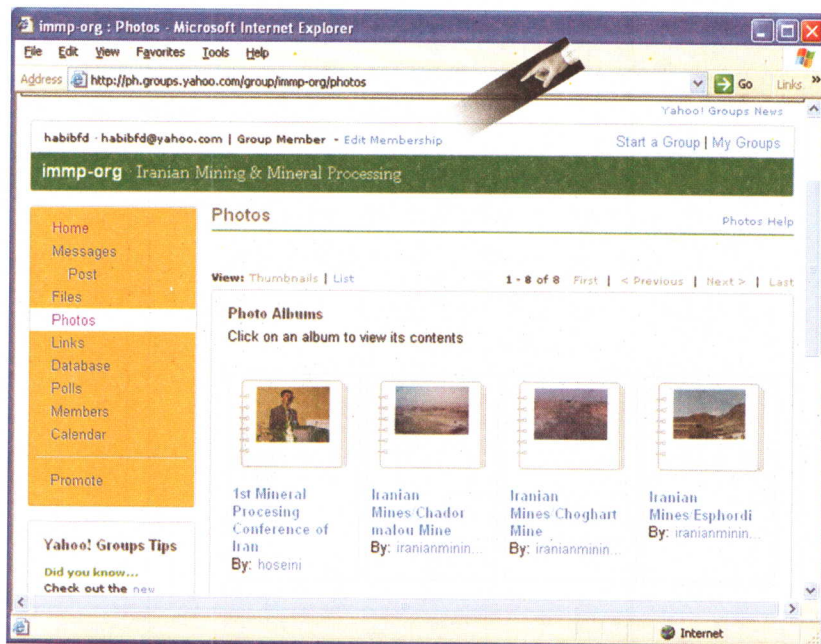 immp-org : Photos - Microsoft Internet Explorer
File Edit View Favorites Tools Help
Address http://ph.groups.yahoo.com/group/immp-org/photos Go Links »
Yahoo! Groups News
habibfd · habibfd@yahoo.com | Group Member - Edit Membership Start a Group | My Groups
immp-org · Iranian Mining & Mineral Processing
Photos
Photos Help
Home
Messages
Post
Files
Photos
Links
Database
Polls
Members
Calendar
Promote
View: Thumbnails | List 1 - 8 of 8 First | < Previous | Next > | Last
Photo Albums
Click on an album to view its contents
1st Mineral
Procesing
Conference of
Iran
By: hoseini
Iranian
Mines Chador
malou Mine
By: iranianminin...
Iranian
Mines Choghart
Mine
By: iranianminin...
Iranian
Mines Esphordi
By: iranianminin...
Yahoo! Groups Tips
Did you know...
Check out the new
Internet